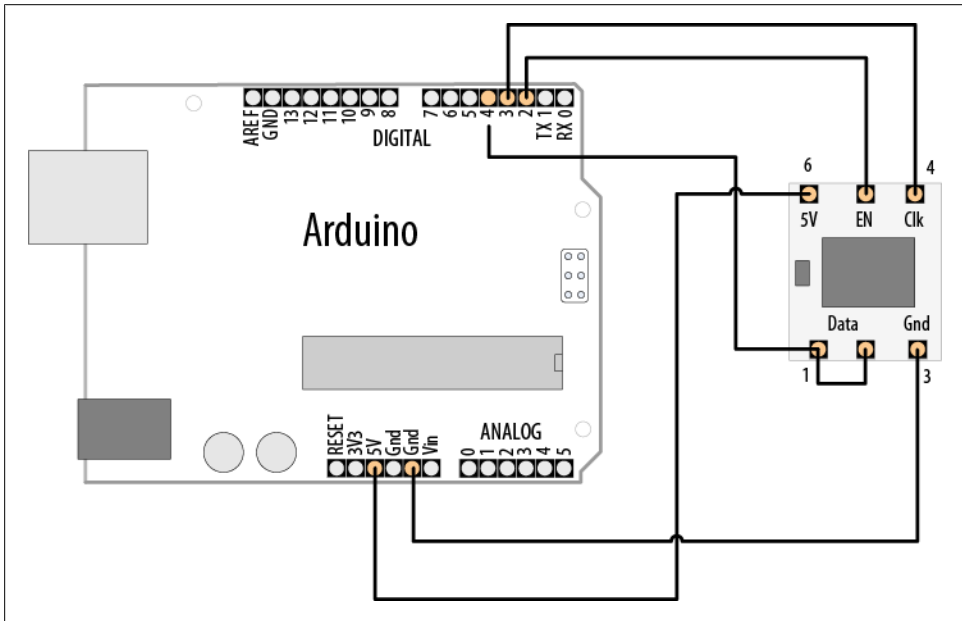 AREF
GND
13
12
11
10
9
8
7
6
5
4
3
2
TX 1
RX 0
DIGITAL
6
4
5V
EN
Clk
Arduino
Data
Gnd
1
3
RESET
3V3
5V
Gnd
Gnd
Vin
ANALOG
0
1
2
3
4
5